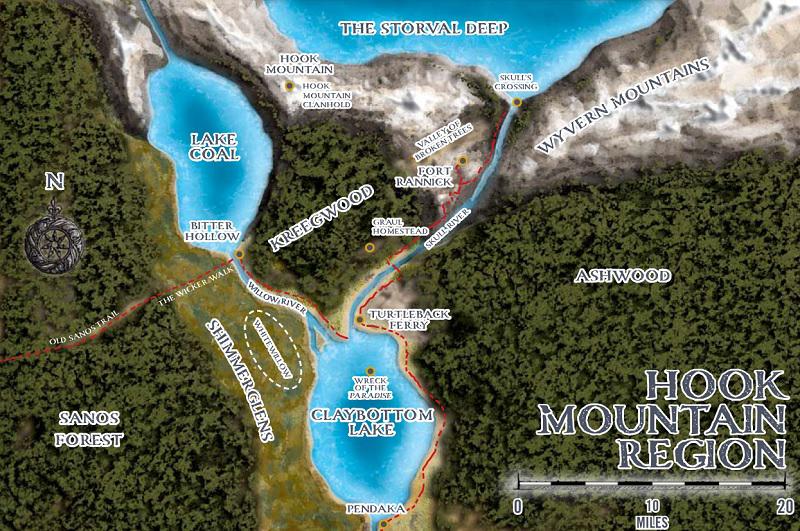 THE STORVAL DEEP
HOOK
MOUNTAIN
HOOK
MOUNTAIN
CLANHOLD
SKULL'S
CROSSING
WYVERN MOUNTAINS
LAKE
COAL
VALLEY OF
BROKEN TREES
FORT
RANNICK
N
KREEGWOOD
BITTER
HOLLOW
GRAUL
HOMESTEAD
SKULL RIVER
ASHWOOD
THE WICKER WALK
WILLOW RIVER
OLD SANOS TRAIL
TURTLEBACK
FERRY
SHIMMERGLENS
WHITEWILLOW
WRECK
OF THE
PARADISE
CLAYBOTTOM
LAKE
SANOS
FOREST
HOOK
MOUNTAIN
REGION
PENDAKA
0 10 20
MILES